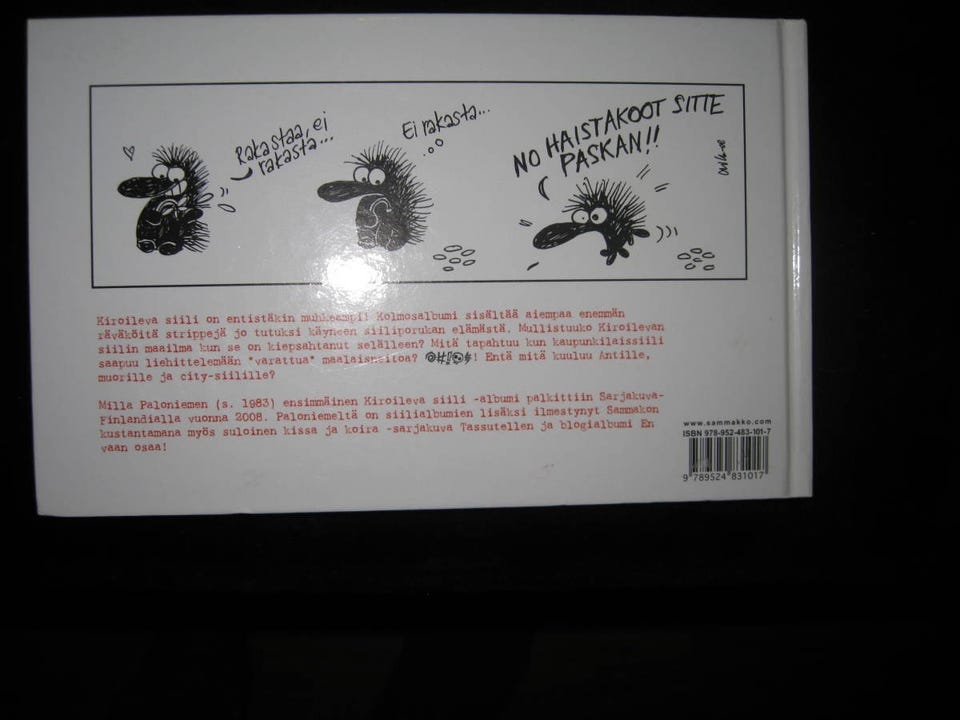 Rakastaa, ei
rakasta...
Ei rakasta...
NO HAISTAKOOT SITTE
PASKAN!!
Kiroileva siili on entistäkin muhkeampi! Kolmosalbumi sisältää aiempaa enemmän
räväköitä strippejä jo tutuksi käyneen siiliporukan elämästä. Mullistuuko Kiroilevan
siilin maailma kun se on kiepsahtanut selälleen? Mitä tapahtuu kun kaupunkilaissiili
saapuu liehittelemään "varattua" maalaisneitoa? @#!☠$! Entä mitä kuuluu Antille,
muorille ja city-siilille?
Milla Paloniemen (s. 1983) ensimmäinen Kiroileva siili -albumi palkittiin Sarjakuva-
Finlandialla vuonna 2008. Paloniemeltä on siilialbumien lisäksi ilmestynyt Sammakon
kustantamana myös suloinen kissa ja koira -sarjakuva Tassutellen ja blogialbumi En
vaan osaa!
www.sammakko.com
ISBN 978-952-483-101-7
9 789524 831017